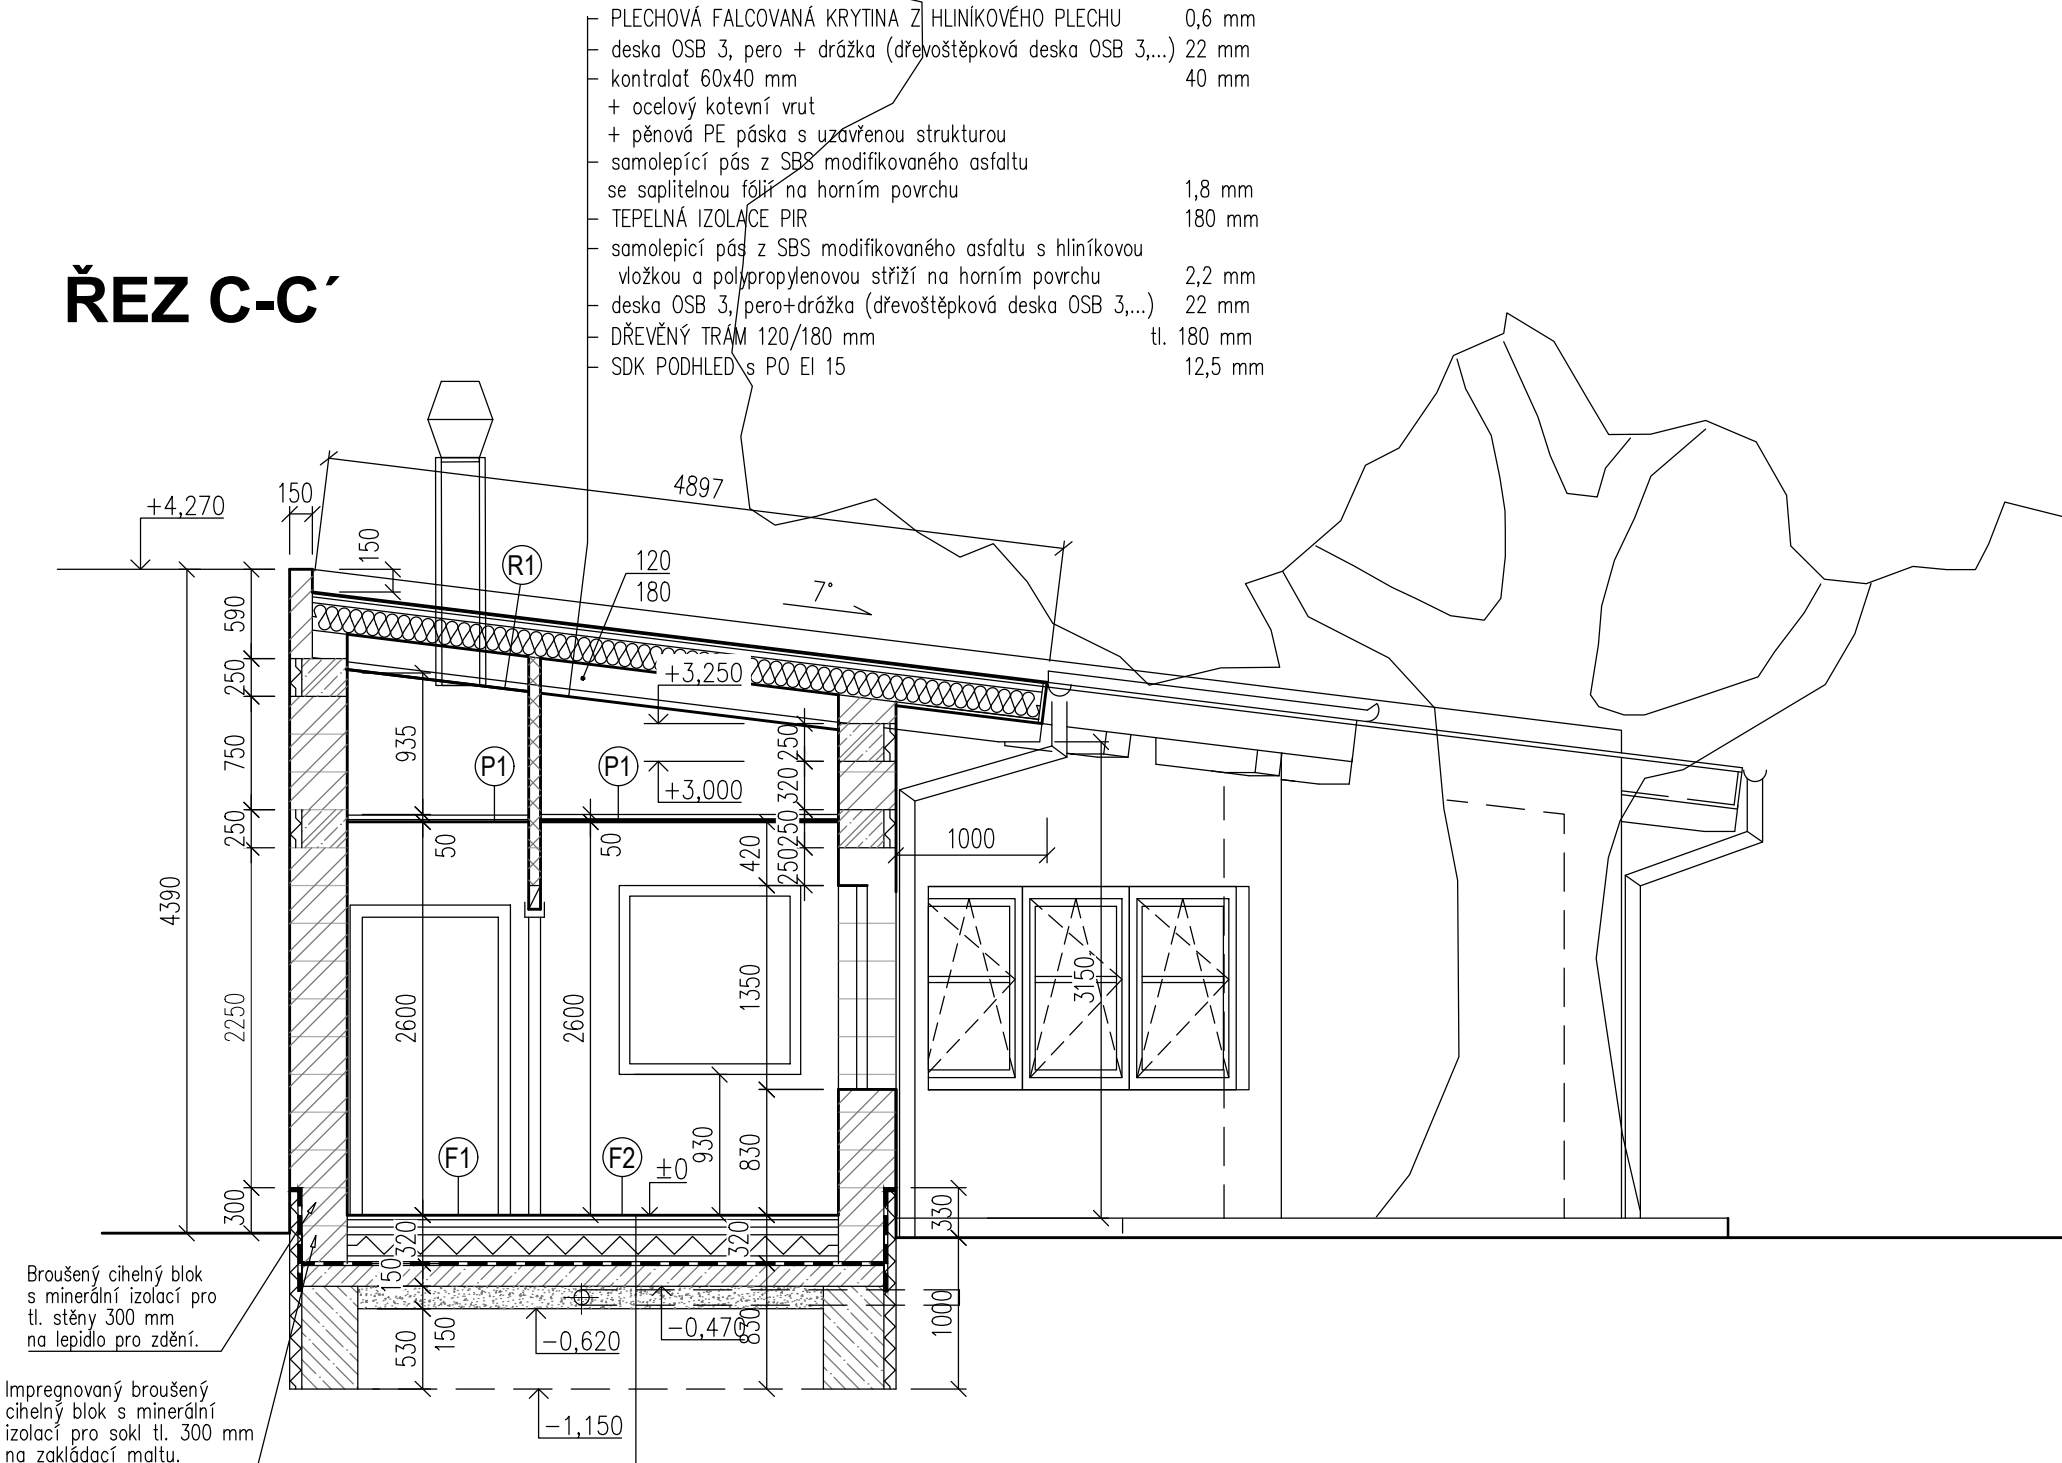 PLECHOVÁ FALCOVANÁ KRYTINA Z HLINÍKOVÉHO PLECHU 0,6 mm
deska OSB 3, pero + drážka (dřevoštěpková deska OSB 3,...) 22 mm
kontralať 60x40 mm 40 mm
+ ocelový kotevní vrut
+ pěnová PE páska s uzavřenou strukturou
samolepící pás z SBS modifikovaného asfaltu
se saplitelnou fólií na horním povrchu 1,8 mm
TEPELNÁ IZOLACE PIR 180 mm
samolepicí pás z SBS modifikovaného asfaltu s hliníkovou
vložkou a polypropylenovou střiží na horním povrchu 2,2 mm
deska OSB 3, pero+drážka (dřevoštěpková deska OSB 3,...) 22 mm
DŘEVĚNÝ TRÁM 120/180 mm tl. 180 mm
SDK PODHLED s PO EI 15 12,5 mm
ŘEZ C-C´
4897
+4,270
150
150
R1
120
180
7°
590
250
750
250
2250
300
4390
935
P1
P1
+3,250
+3,000
250
320
250
250
420
50
50
1000
2600
2600
1350
3150
930
830
F1
F2
±0
330
320
320
150
150
530
830
1000
-0,470
-0,620
-1,150
Broušený cihelný blok
s minerální izolací pro
tl. stěny 300 mm
na lepidlo pro zdění.
Impregnovaný broušený
cihelný blok s minerální
izolací pro sokl tl. 300 mm
na zakládací maltu.